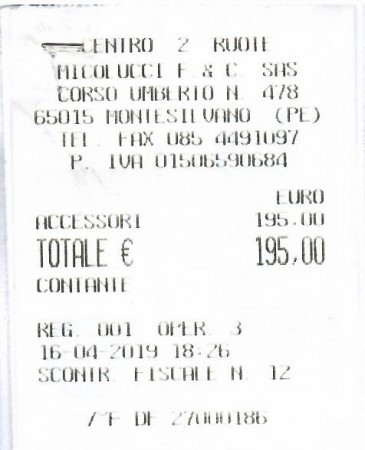 CENTRO 2 RUOTE
MICOLUCCI F. & C. SAS
CORSO UMBERTO N. 478
65015 MONTESILVANO (PE)
TEL. FAX 085 4491097
P. IVA 01506590684
EURO
ACCESSORI 195.00
TOTALE € 195,00
CONTANTE
REG. 001 OPER. 3
16-04-2019 18:26
SCONTR. FISCALE N. 12
DF 27000186